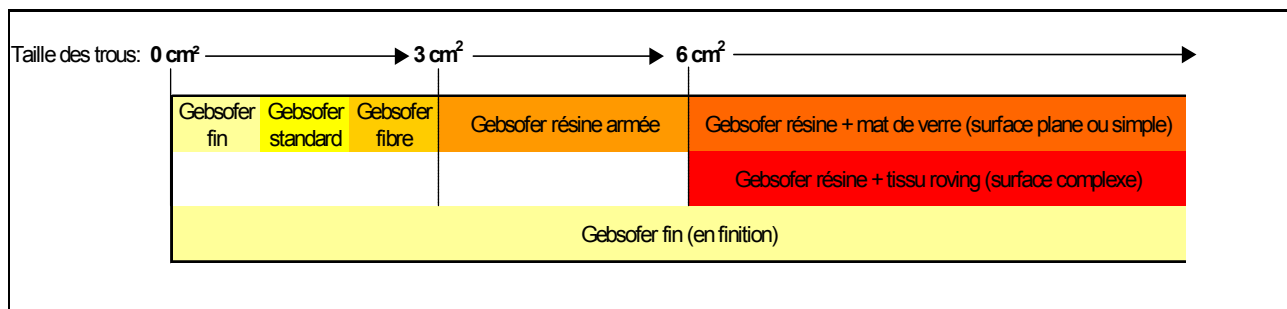 Taille des trous: 0 cm² 3 cm² 6 cm²
Gebsofer fin
Gebsofer standard
Gebsofer fibre
Gebsofer résine armée
Gebsofer résine + mat de verre (surface plane ou simple)
Gebsofer résine + tissu roving (surface complexe)
Gebsofer fin (en finition)